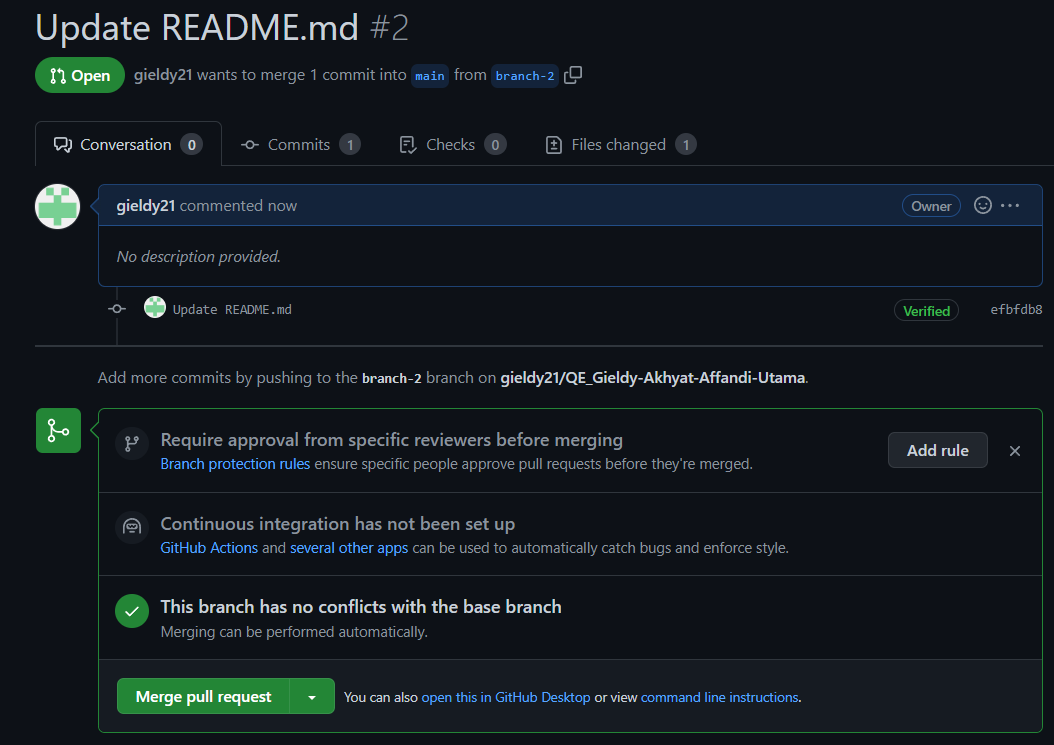 Update README.md #2
Open gieldy21 wants to merge 1 commit into main from branch-2
Conversation 0 Commits 1 Checks 0 Files changed 1
gieldy21 commented now Owner
No description provided.
Update README.md Verified efbfdb8
Add more commits by pushing to the branch-2 branch on gieldy21/QE_Gieldy-Akhyat-Affandi-Utama.
Require approval from specific reviewers before merging
Branch protection rules ensure specific people approve pull requests before they're merged.
Add rule
Continuous integration has not been set up
GitHub Actions and several other apps can be used to automatically catch bugs and enforce style.
This branch has no conflicts with the base branch
Merging can be performed automatically.
Merge pull request You can also open this in GitHub Desktop or view command line instructions.